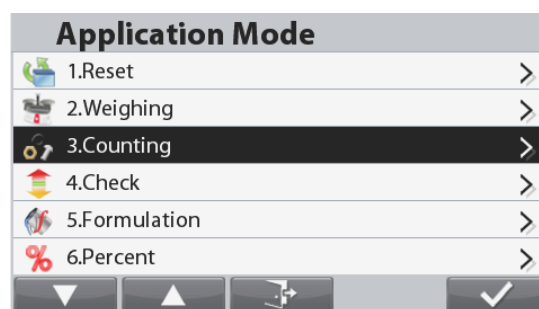 Application Mode
1.Reset
2.Weighing
3.Counting
4.Check
5.Formulation
6.Percent